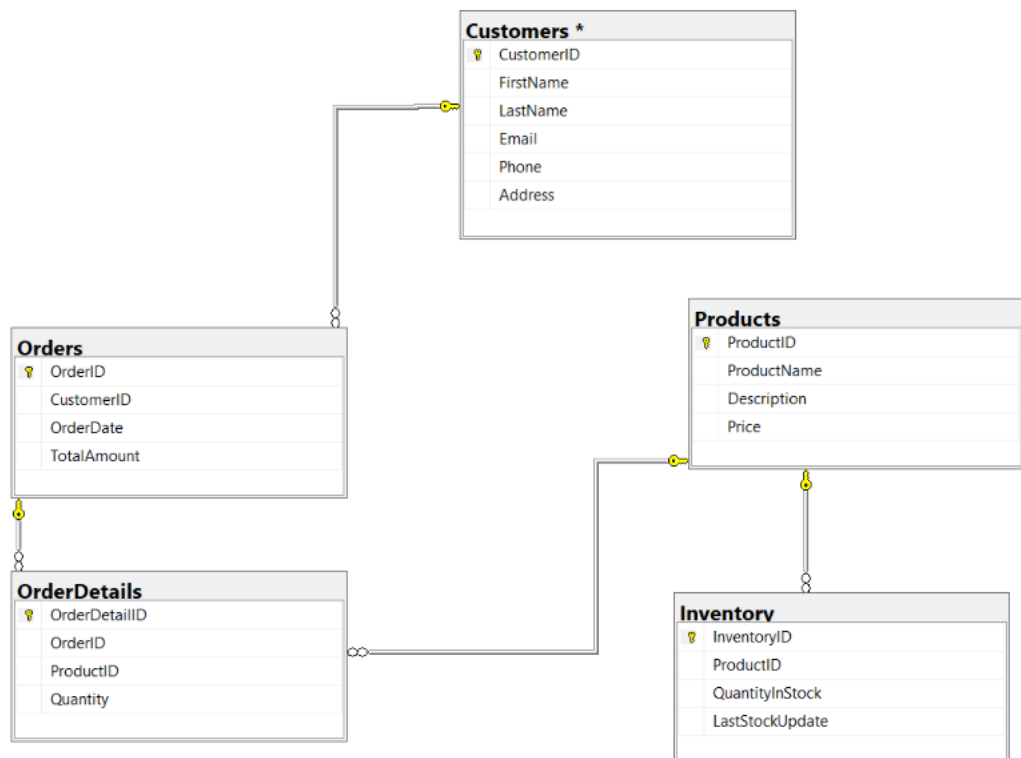 Customers *
CustomerID
FirstName
LastName
Email
Phone
Address
Orders
OrderID
CustomerID
OrderDate
TotalAmount
Products
ProductID
ProductName
Description
Price
OrderDetails
OrderDetailID
OrderID
ProductID
Quantity
Inventory
InventoryID
ProductID
QuantityInStock
LastStockUpdate